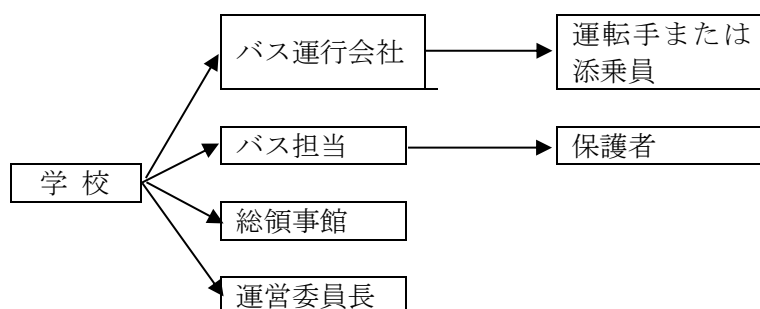 バス運行会社
運転手または
添乗員
バス担当
保護者
学 校
総領事館
運営委員長